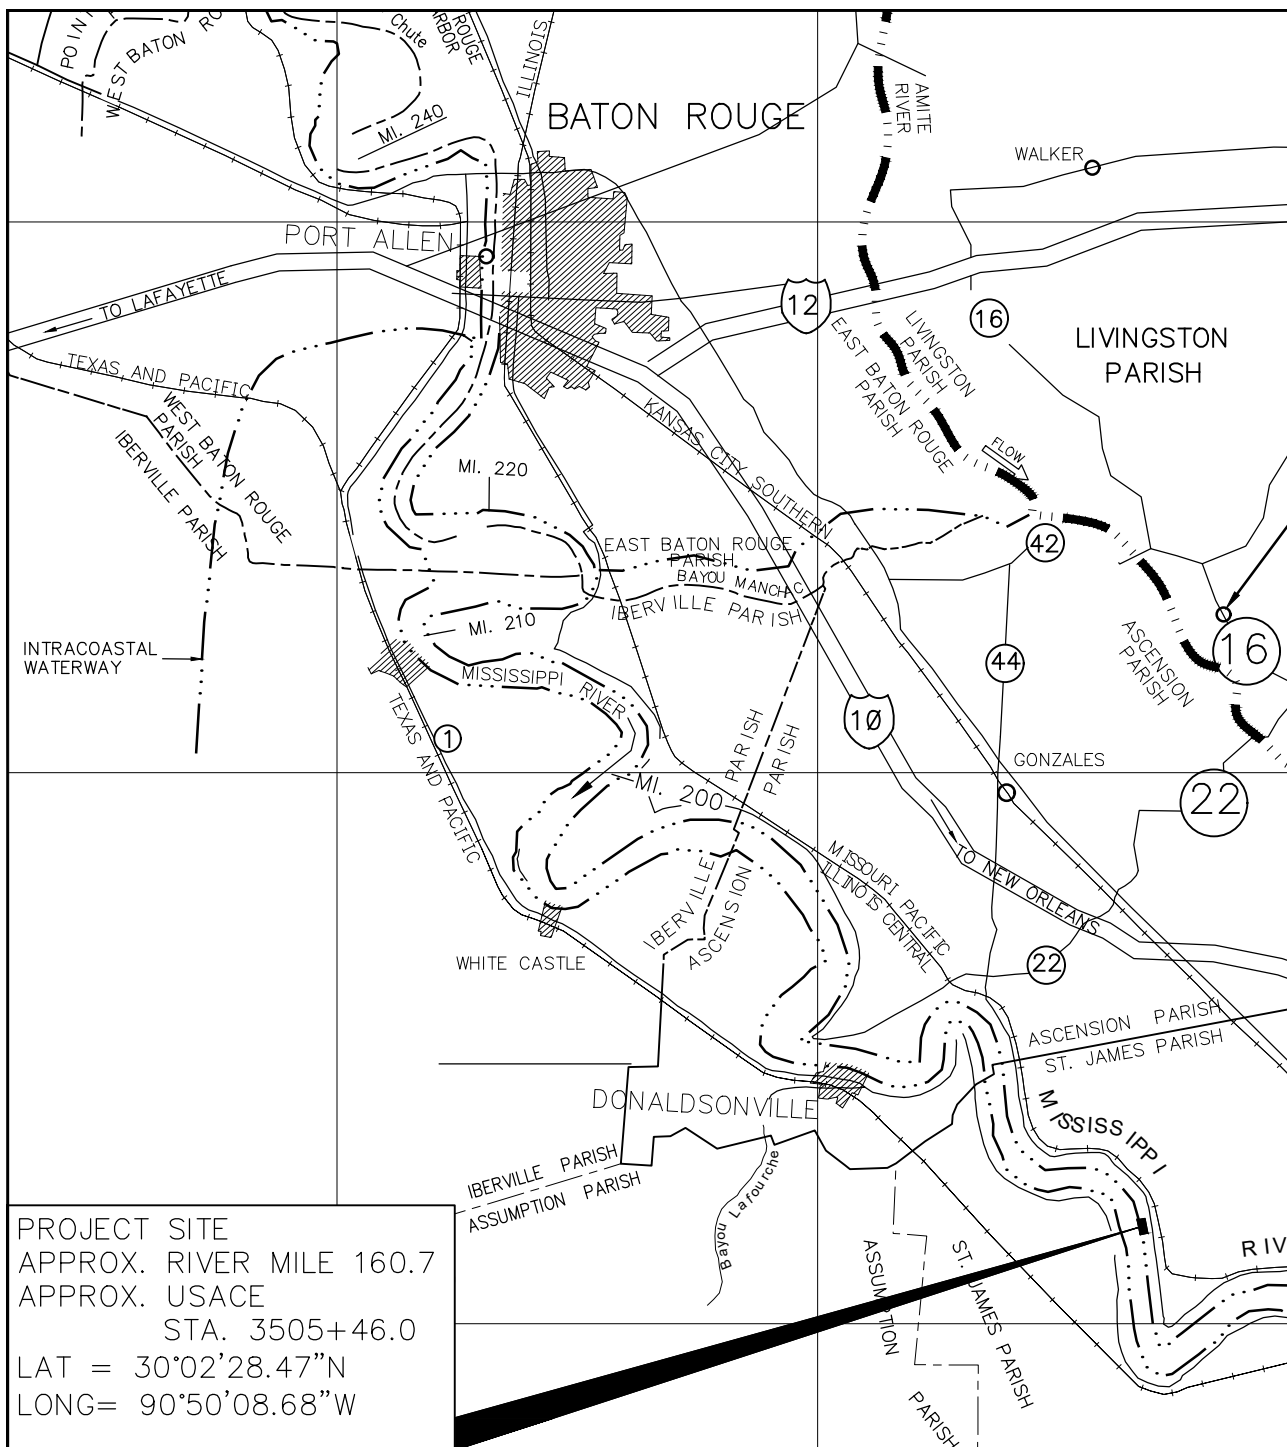 Chute
ROUGE
ILLINOIS
WEST BATON
MI. 240
BATON ROUGE
AMITE
RIVER
WALKER
PORT ALLEN
TO LAFAYETTE
12
16
LIVINGSTON
PARISH
TEXAS AND PACIFIC
LIVINGSTON
PARISH
EAST BATON ROUGE
PARISH
WEST BATON ROUGE
PARISH
IBERVILLE PARISH
KANSAS CITY SOUTHERN
FLOW
MI. 220
42
EAST BATON ROUGE
PARISH
BAYOU MANCHAC
IBERVILLE PARISH
MI. 210
INTRACOASTAL
WATERWAY
ASCENSION
PARISH
16
44
MISSISSIPPI RIVER
TEXAS AND PACIFIC
1
PARISH
PARISH
10
GONZALES
MI. 200
22
TO NEW ORLEANS
MISSOURI PACIFIC
ILLINOIS CENTRAL
IBERVILLE
ASCENSION
WHITE CASTLE
22
ASCENSION PARISH
ST. JAMES PARISH
DONALDSONVILLE
MISSISSIPPI
IBERVILLE PARISH
ASSUMPTION PARISH
Bayou Lafourche
RIV
ASSUMPTION
PARISH
ST. JAMES PARISH
PROJECT SITE
APPROX. RIVER MILE 160.7
APPROX. USACE
STA. 3505+46.0
LAT = 30°02'28.47"N
LONG= 90°50'08.68"W